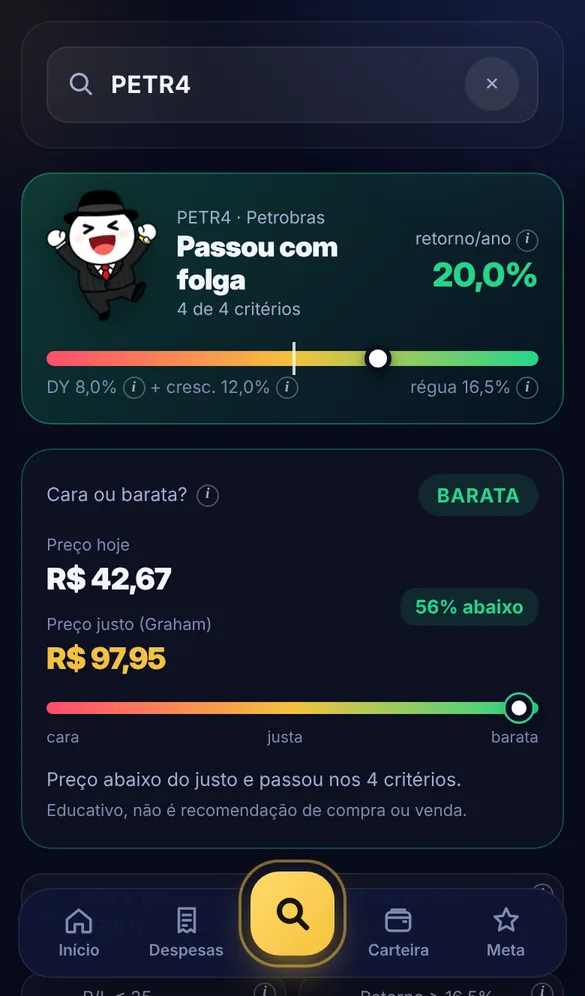 PETR4
×
PETR4 · Petrobras
Passou com
folga
4 de 4 critérios
retorno/ano i
20,0%
DY 8,0% i + cresc. 12,0% i
régua 16,5% i
Cara ou barata? i
BARATA
Preço hoje
R$ 42,67
Preço justo (Graham)
R$ 97,95
56% abaixo
cara
justa
barata
Preço abaixo do justo e passou nos 4 critérios.
Educativo, não é recomendação de compra ou venda.
Início
Despesas
Carteira
Meta